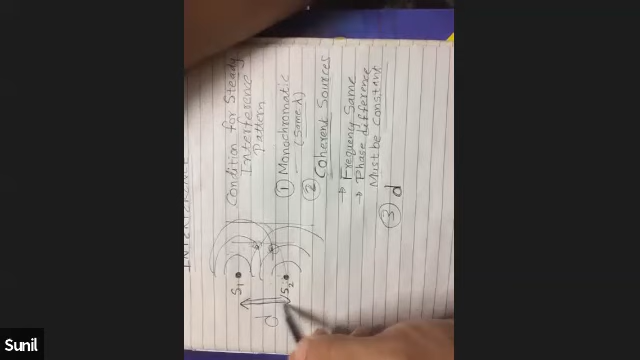 INTERFERENCE
Condition for Steady
Interference
Pattern
① Monochromatic
(Same λ)
② Coherent Sources
→ Frequency Same
→ Phase difference
Must be Constant
③ d
S1
S2
d
Sunil